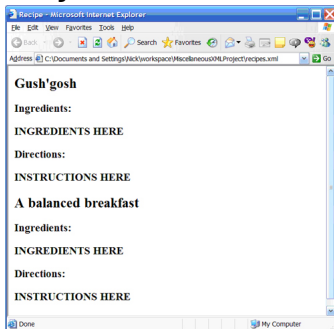 Recipe - Microsoft Internet Explorer
File Edit View Favorites Tools Help
Back Search Favorites
Address C:\Documents and Settings\Nick\workspace\MiscelaneousXMLProject\recipes.xml Go
Gush'gosh
Ingredients:
INGREDIENTS HERE
Directions:
INSTRUCTIONS HERE
A balanced breakfast
Ingredients:
INGREDIENTS HERE
Directions:
INSTRUCTIONS HERE
Done My Computer